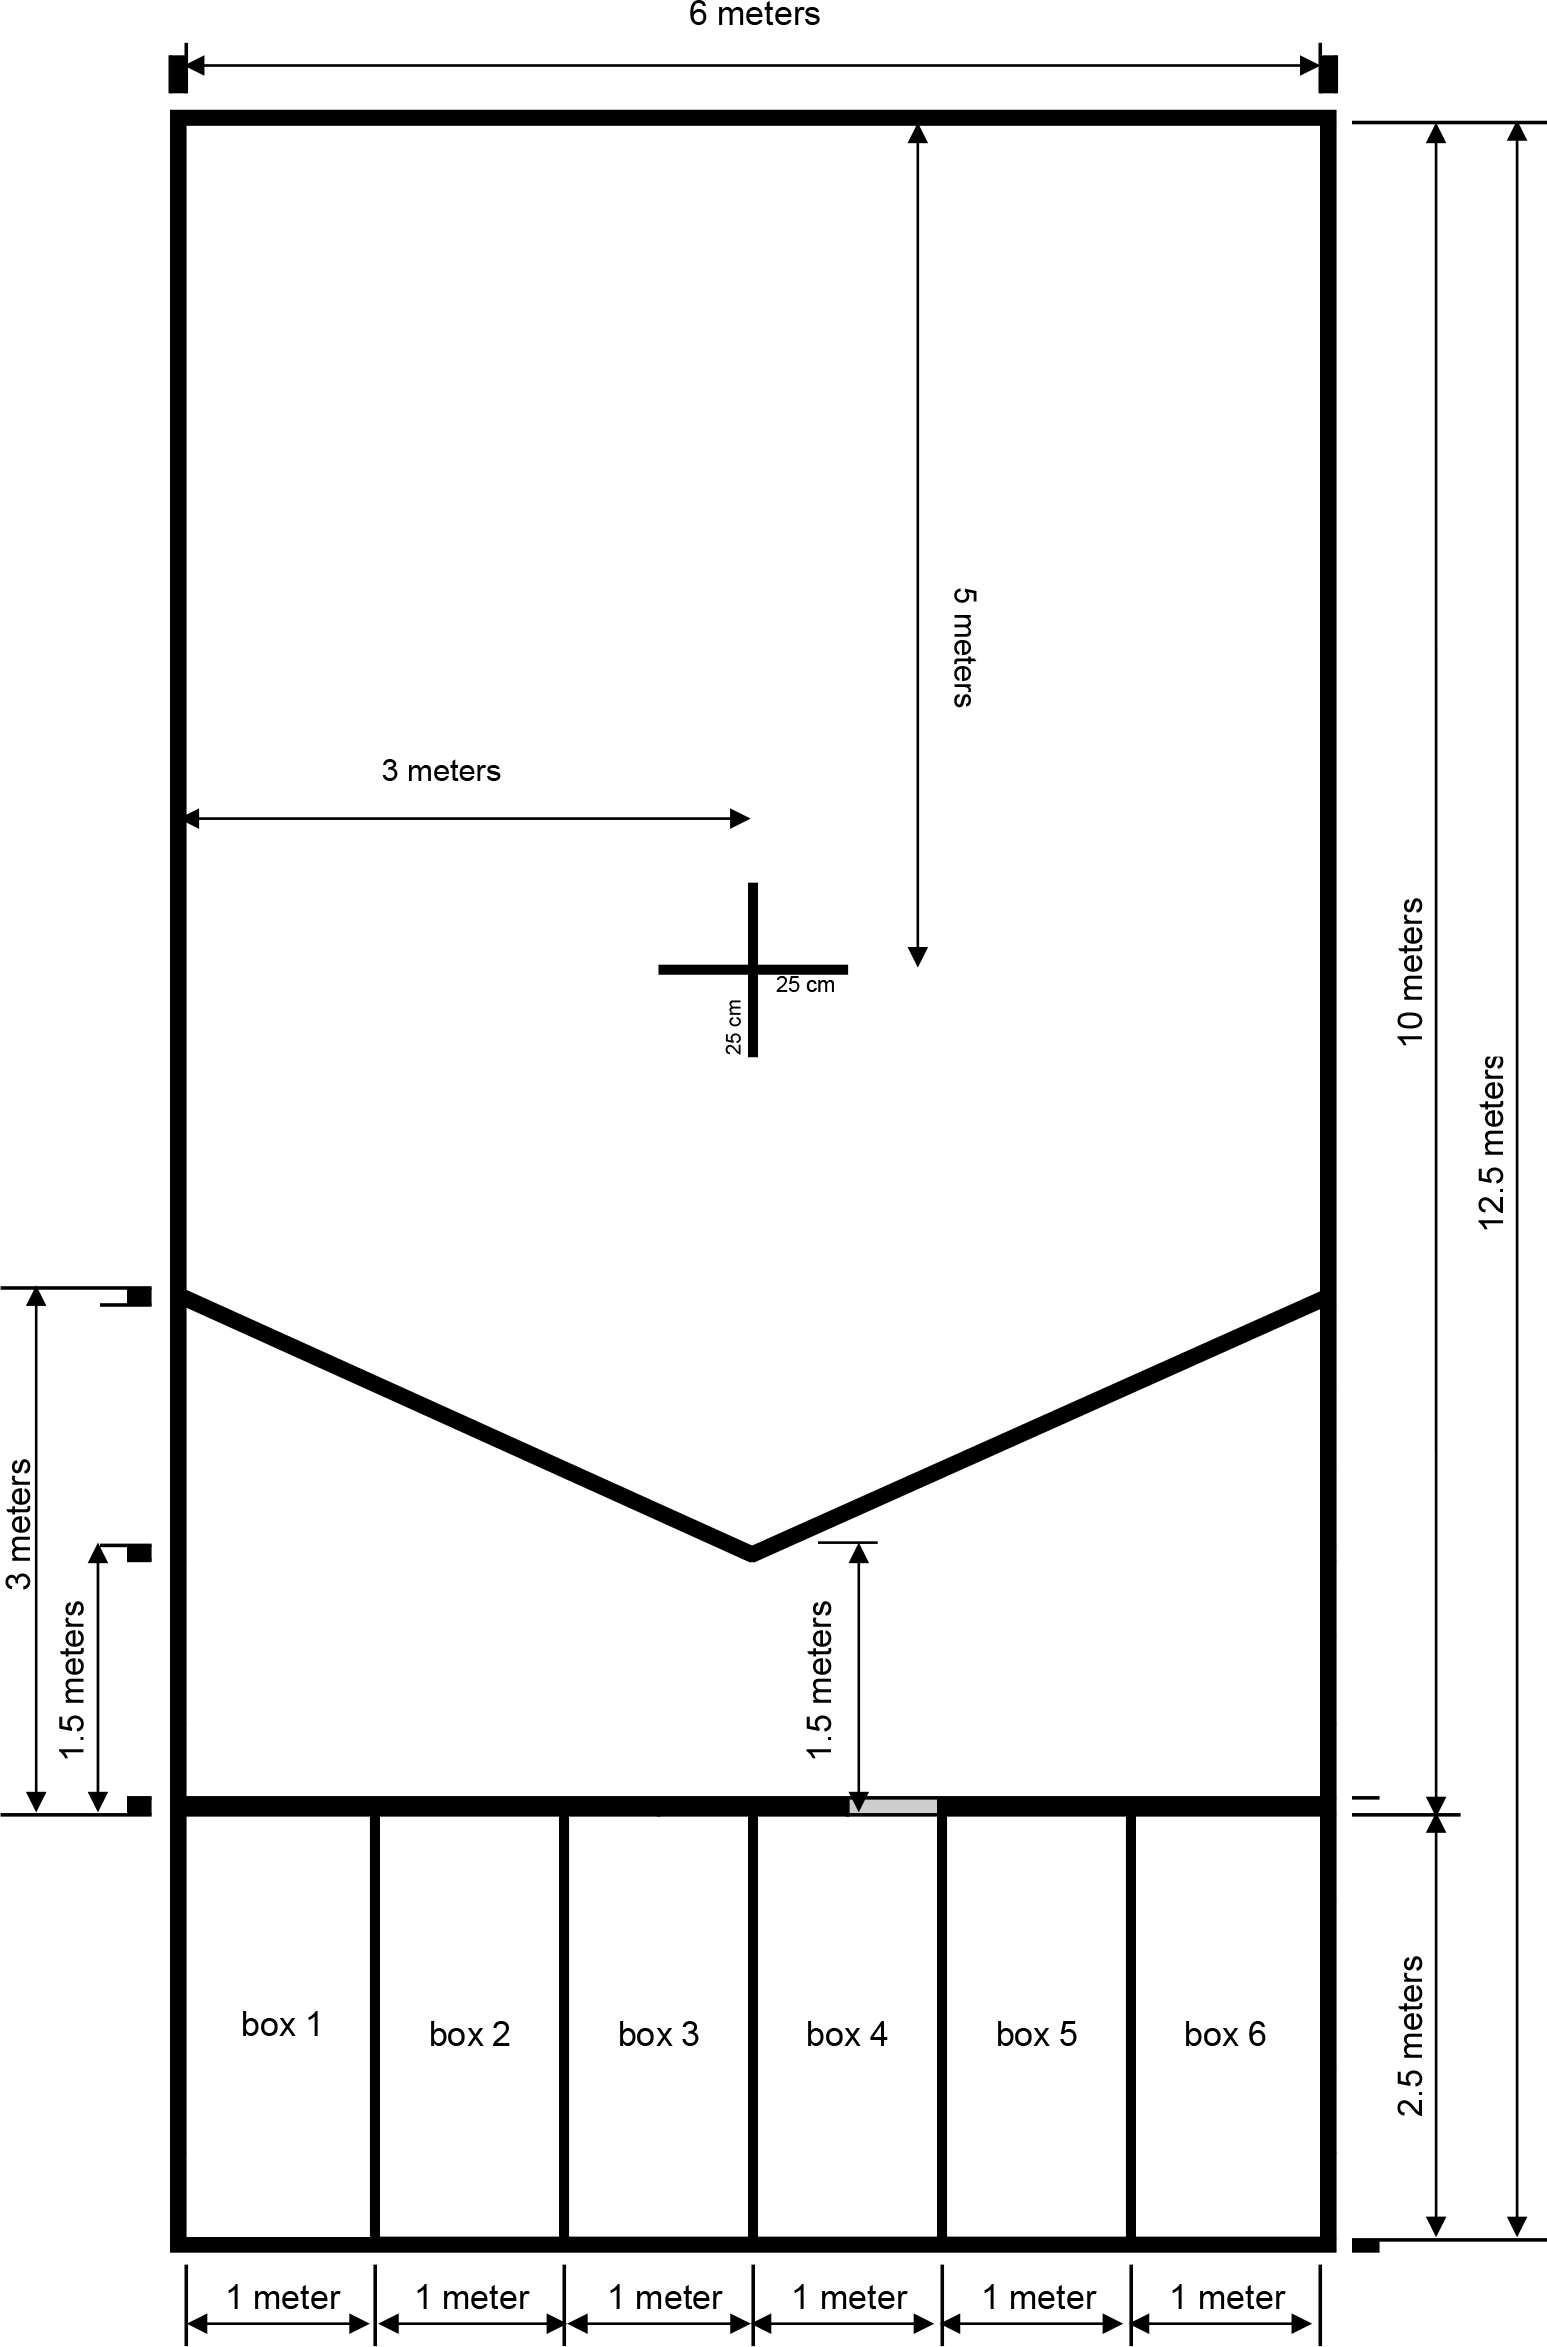 6 meters
5 meters
3 meters
25 cm
25 cm
10 meters
12.5 meters
3 meters
1.5 meters
1.5 meters
box 1
box 2
box 3
box 4
box 5
box 6
2.5 meters
1 meter
1 meter
1 meter
1 meter
1 meter
1 meter